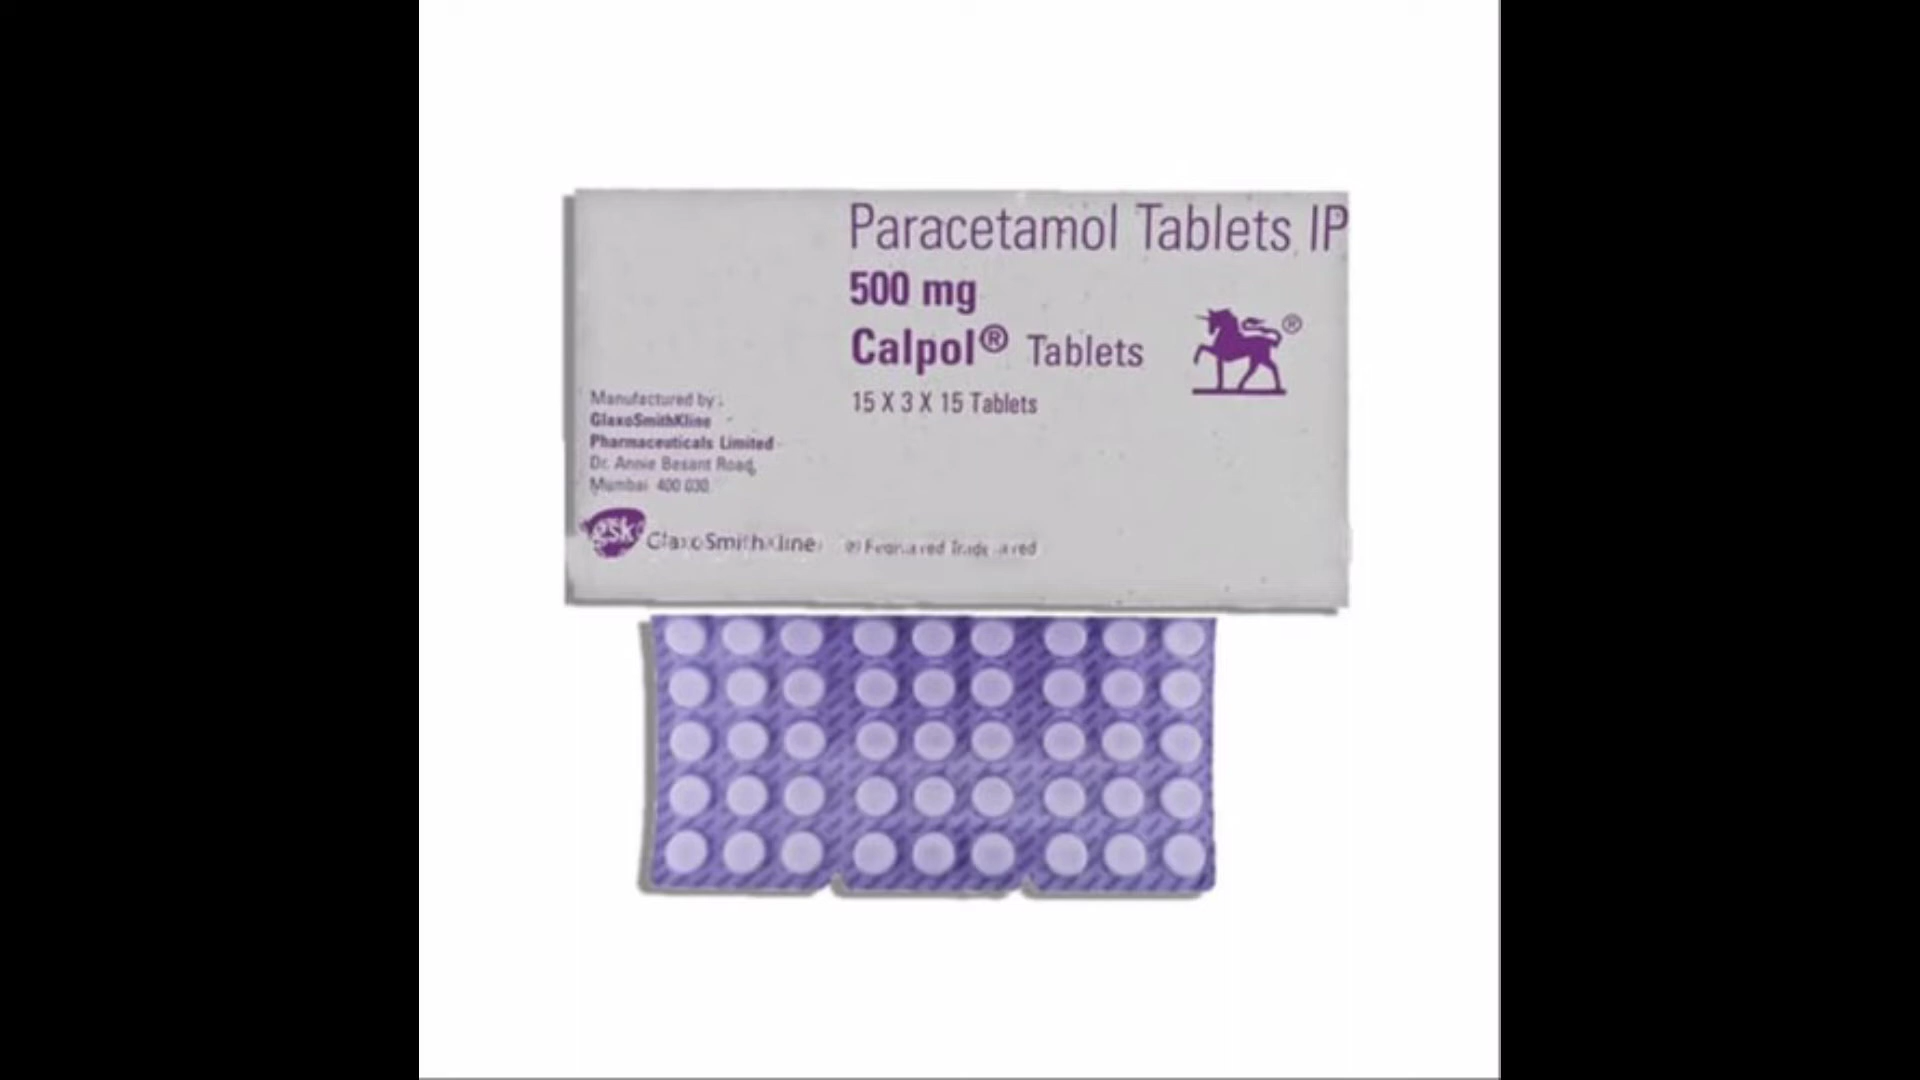 Paracetamol Tablets IP
500 mg
Calpol® Tablets
®
15 X 3 X 15 Tablets
Manufactured by:
GlaxoSmithKline
Pharmaceuticals Limited
Dr. Annie Besant Road,
Mumbai 400 030
gsk GlaxoSmithKline ®